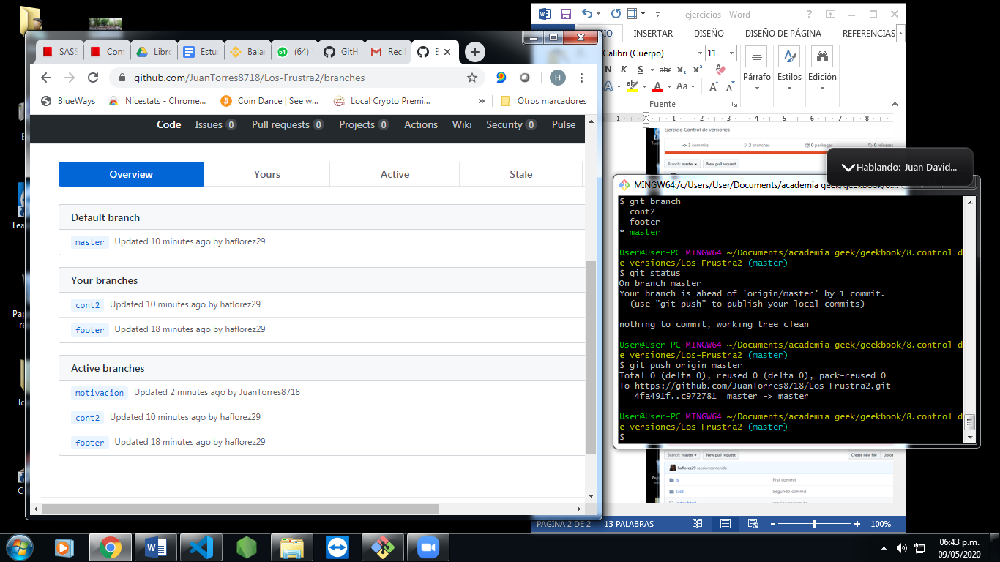 ejercicios - Word
INSERTAR DISEÑO DISEÑO DE PÁGINA REFERENCIAS
Calibri (Cuerpo) 11
N K S abc x₂ x²
Párrafo Estilos Edición
Fuente
1 1 2 3 4 5 6 7 8
SASS Cont Libro Estu Balar (64) GitH Recil E
github.com/JuanTorres8718/Los-Frustra2/branches
H
BlueWays Nicestats - Chrome... Coin Dance | See w... Local Crypto Premi... » Otros marcadores
Code Issues 0 Pull requests 0 Projects 0 Actions Wiki Security 0 Pulse
Overview Yours Active Stale
Default branch
master Updated 10 minutes ago by haflorez29
Your branches
cont2 Updated 10 minutes ago by haflorez29
footer Updated 18 minutes ago by haflorez29
Active branches
motivacion Updated 2 minutes ago by JuanTorres8718
cont2 Updated 10 minutes ago by haflorez29
footer Updated 18 minutes ago by haflorez29
Ejercicio Control de versiones
3 commits 2 branches 0 packages 0 releases
Branch: master New pull request
Hablando: Juan David...
MINGW64:/c/Users/User/Documents/academia geek/geekbook/8....
$ git branch
cont2
footer
* master
User@User-PC MINGW64 ~/Documents/academia geek/geekbook/8.control d
e versiones/Los-Frustra2 (master)
$ git status
On branch master
Your branch is ahead of 'origin/master' by 1 commit.
(use "git push" to publish your local commits)
nothing to commit, working tree clean
User@User-PC MINGW64 ~/Documents/academia geek/geekbook/8.control d
e versiones/Los-Frustra2 (master)
$ git push origin master
Total 0 (delta 0), reused 0 (delta 0), pack-reused 0
To https://github.com/JuanTorres8718/Los-Frustra2.git
4fa491f..c972781 master -> master
User@User-PC MINGW64 ~/Documents/academia geek/geekbook/8.control d
e versiones/Los-Frustra2 (master)
$
Branch: master New pull request Create new file
haflorez29 seccioncontenido
js first commit
sass Segundo commit
index.html seccioncontenido
PÁGINA 2 DE 2 13 PALABRAS 100%
06:43 p.m.
09/05/2020